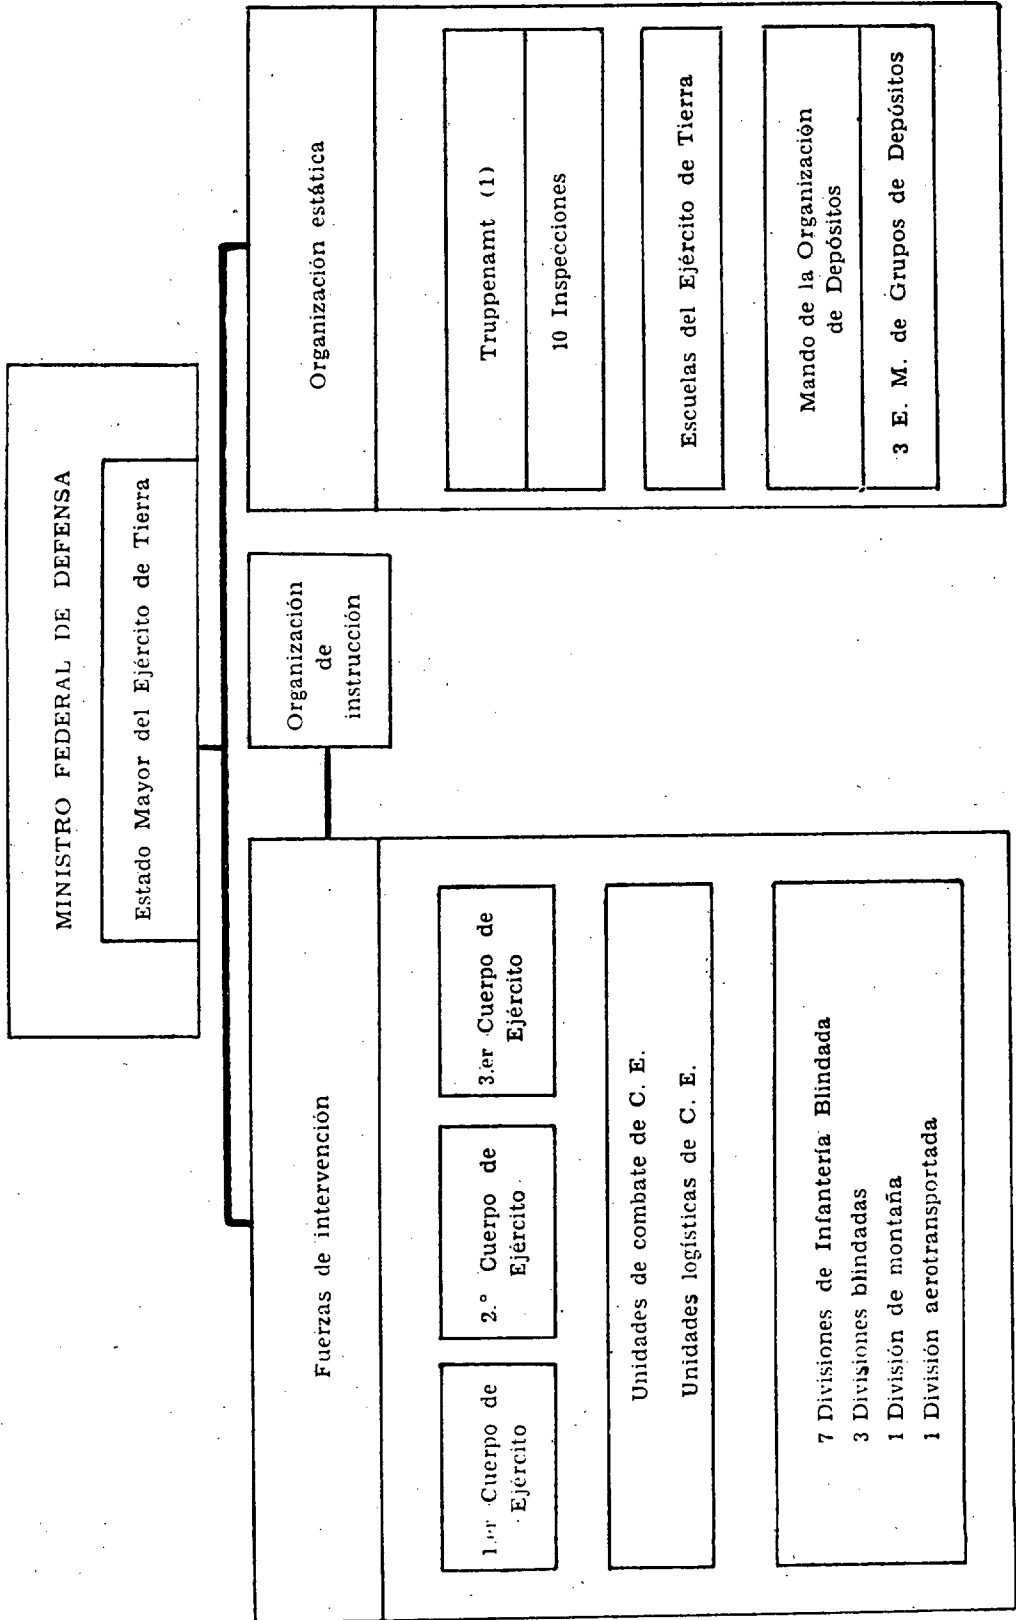 MINISTRO FEDERAL DE DEFENSA
Estado Mayor del Ejército de Tierra
Fuerzas de intervención
1.er Cuerpo de
Ejército
2.º Cuerpo de
Ejército
3.er Cuerpo de
Ejército
Unidades de combate de C. E.
Unidades logísticas de C. E.
7 Divisiones de Infantería Blindada
3 Divisiones blindadas
1 División de montaña
1 División aerotransportada
Organización
de
instrucción
Organización estática
Truppenamt (1)
10 Inspecciones
Escuelas del Ejército de Tierra
Mando de la Organización
de Depósitos
3 E. M. de Grupos de Depósitos